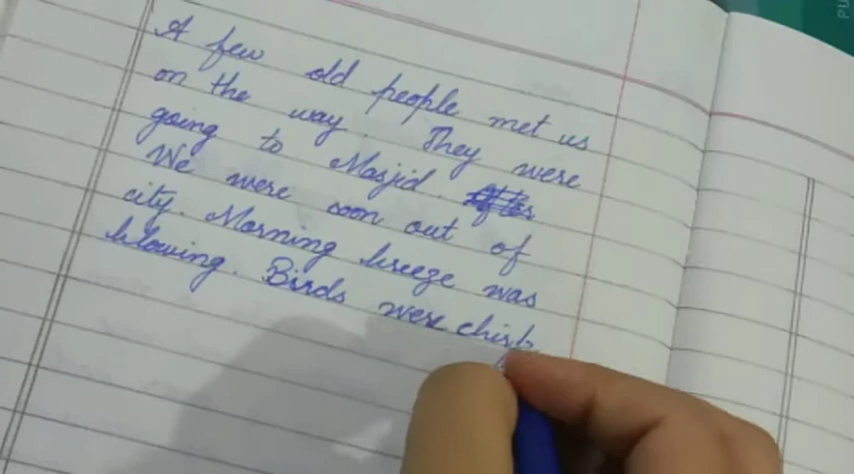 A few old people met us
on the way. They were
going to Masjid.
We were soon out of
city. Morning breeze was
blowing. Birds were chirp